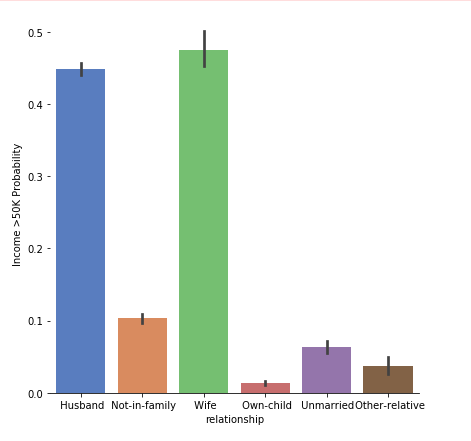 0.5
0.4
0.3
0.2
0.1
0.0
Income >50K Probability
Husband Not-in-family Wife Own-child Unmarried Other-relative
relationship